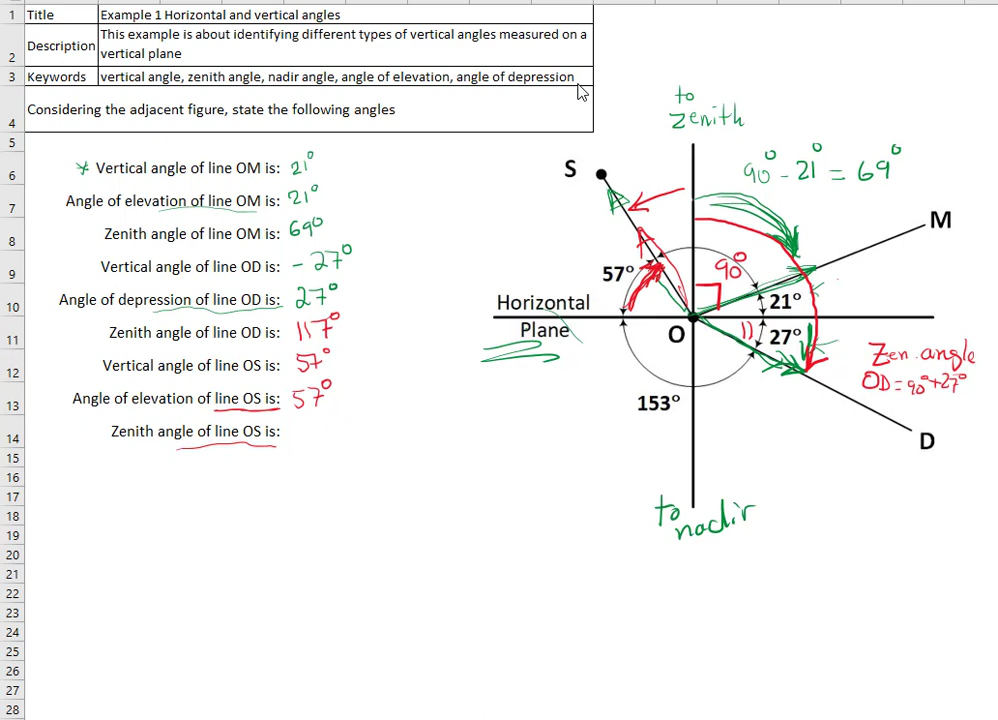 1 Title Example 1 Horizontal and vertical angles
Description This example is about identifying different types of vertical angles measured on a
2 vertical plane
3 Keywords vertical angle, zenith angle, nadir angle, angle of elevation, angle of depression
4 Considering the adjacent figure, state the following angles
5
6 Vertical angle of line OM is: 21°
7 Angle of elevation of line OM is: 21°
8 Zenith angle of line OM is: 69°
9 Vertical angle of line OD is: - 27°
10 Angle of depression of line OD is: 27°
11 Zenith angle of line OD is: 117°
12 Vertical angle of line OS is: 57°
13 Angle of elevation of line OS is: 57°
14 Zenith angle of line OS is:
15
16
17
18
19
20
21
22
23
24
25
26
27
28
to
zenith
90° - 21° = 69°
S
M
57°
90°
Horizontal
21°
Plane
O
27°
Zen. angle
OD = 90° + 27°
153°
D
to
nadir